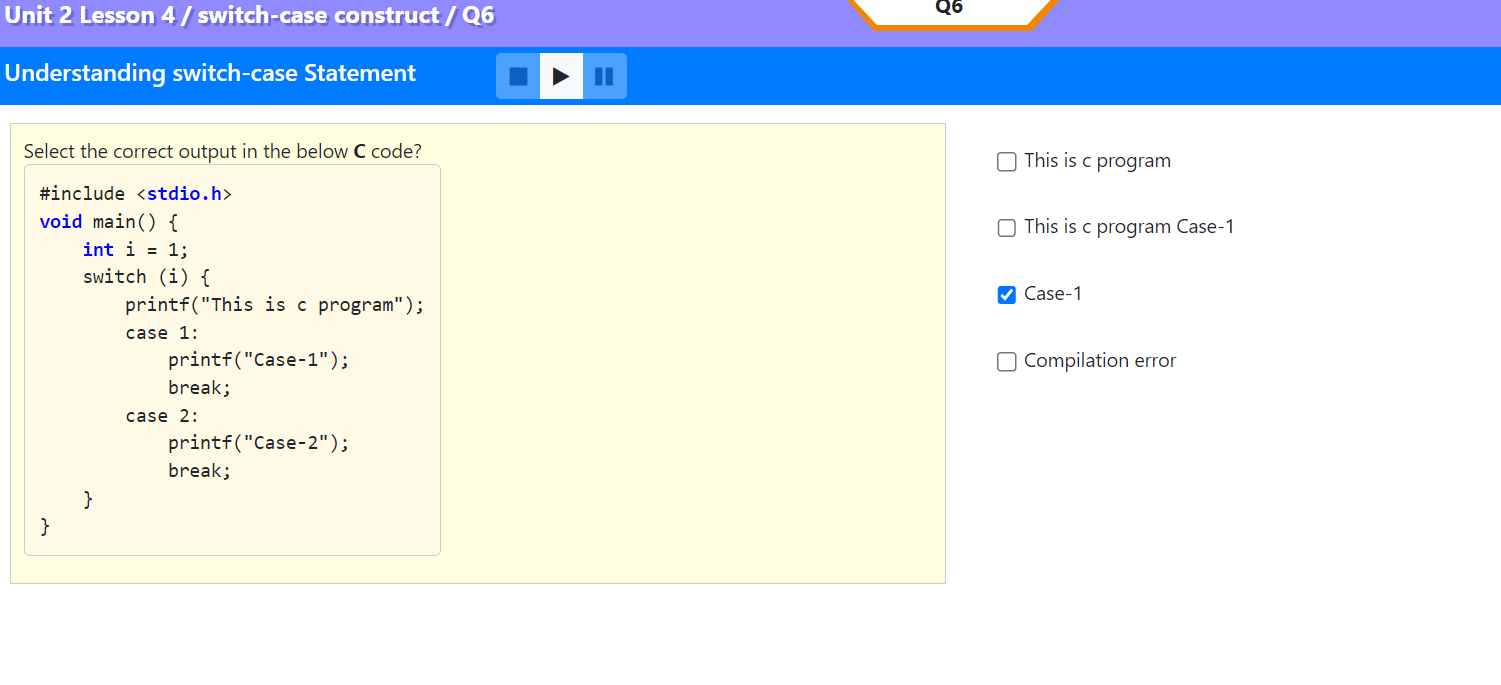 Unit 2 Lesson 4 / switch-case construct / Q6
Q6
Understanding switch-case Statement
Select the correct output in the below C code?
#include <stdio.h>
void main() {
    int i = 1;
    switch (i) {
        printf("This is c program");
        case 1:
            printf("Case-1");
            break;
        case 2:
            printf("Case-2");
            break;
    }
}
This is c program
This is c program Case-1
Case-1
Compilation error